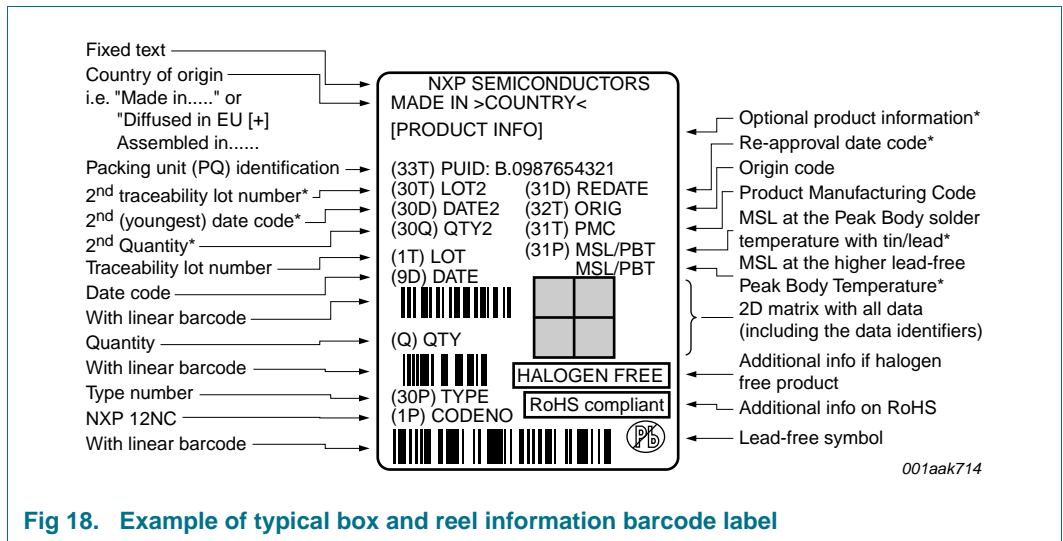 Fixed text
Country of origin
i.e. "Made in....." or
"Diffused in EU [+]
Assembled in......
Packing unit (PQ) identification
2nd traceability lot number*
2nd (youngest) date code*
2nd Quantity*
Traceability lot number
Date code
With linear barcode
Quantity
With linear barcode
Type number
NXP 12NC
With linear barcode
NXP SEMICONDUCTORS
MADE IN >COUNTRY<
[PRODUCT INFO]
(33T) PUID: B.0987654321
(30T) LOT2 (31D) REDATE
(30D) DATE2 (32T) ORIG
(30Q) QTY2 (31T) PMC
(31P) MSL/PBT
(1T) LOT MSL/PBT
(9D) DATE
(Q) QTY
HALOGEN FREE
(30P) TYPE
RoHS compliant
(1P) CODENO
Pb
Optional product information*
Re-approval date code*
Origin code
Product Manufacturing Code
MSL at the Peak Body solder
temperature with tin/lead*
MSL at the higher lead-free
Peak Body Temperature*
2D matrix with all data
(including the data identifiers)
Additional info if halogen
free product
Additional info on RoHS
Lead-free symbol
001aak714
Fig 18. Example of typical box and reel information barcode label